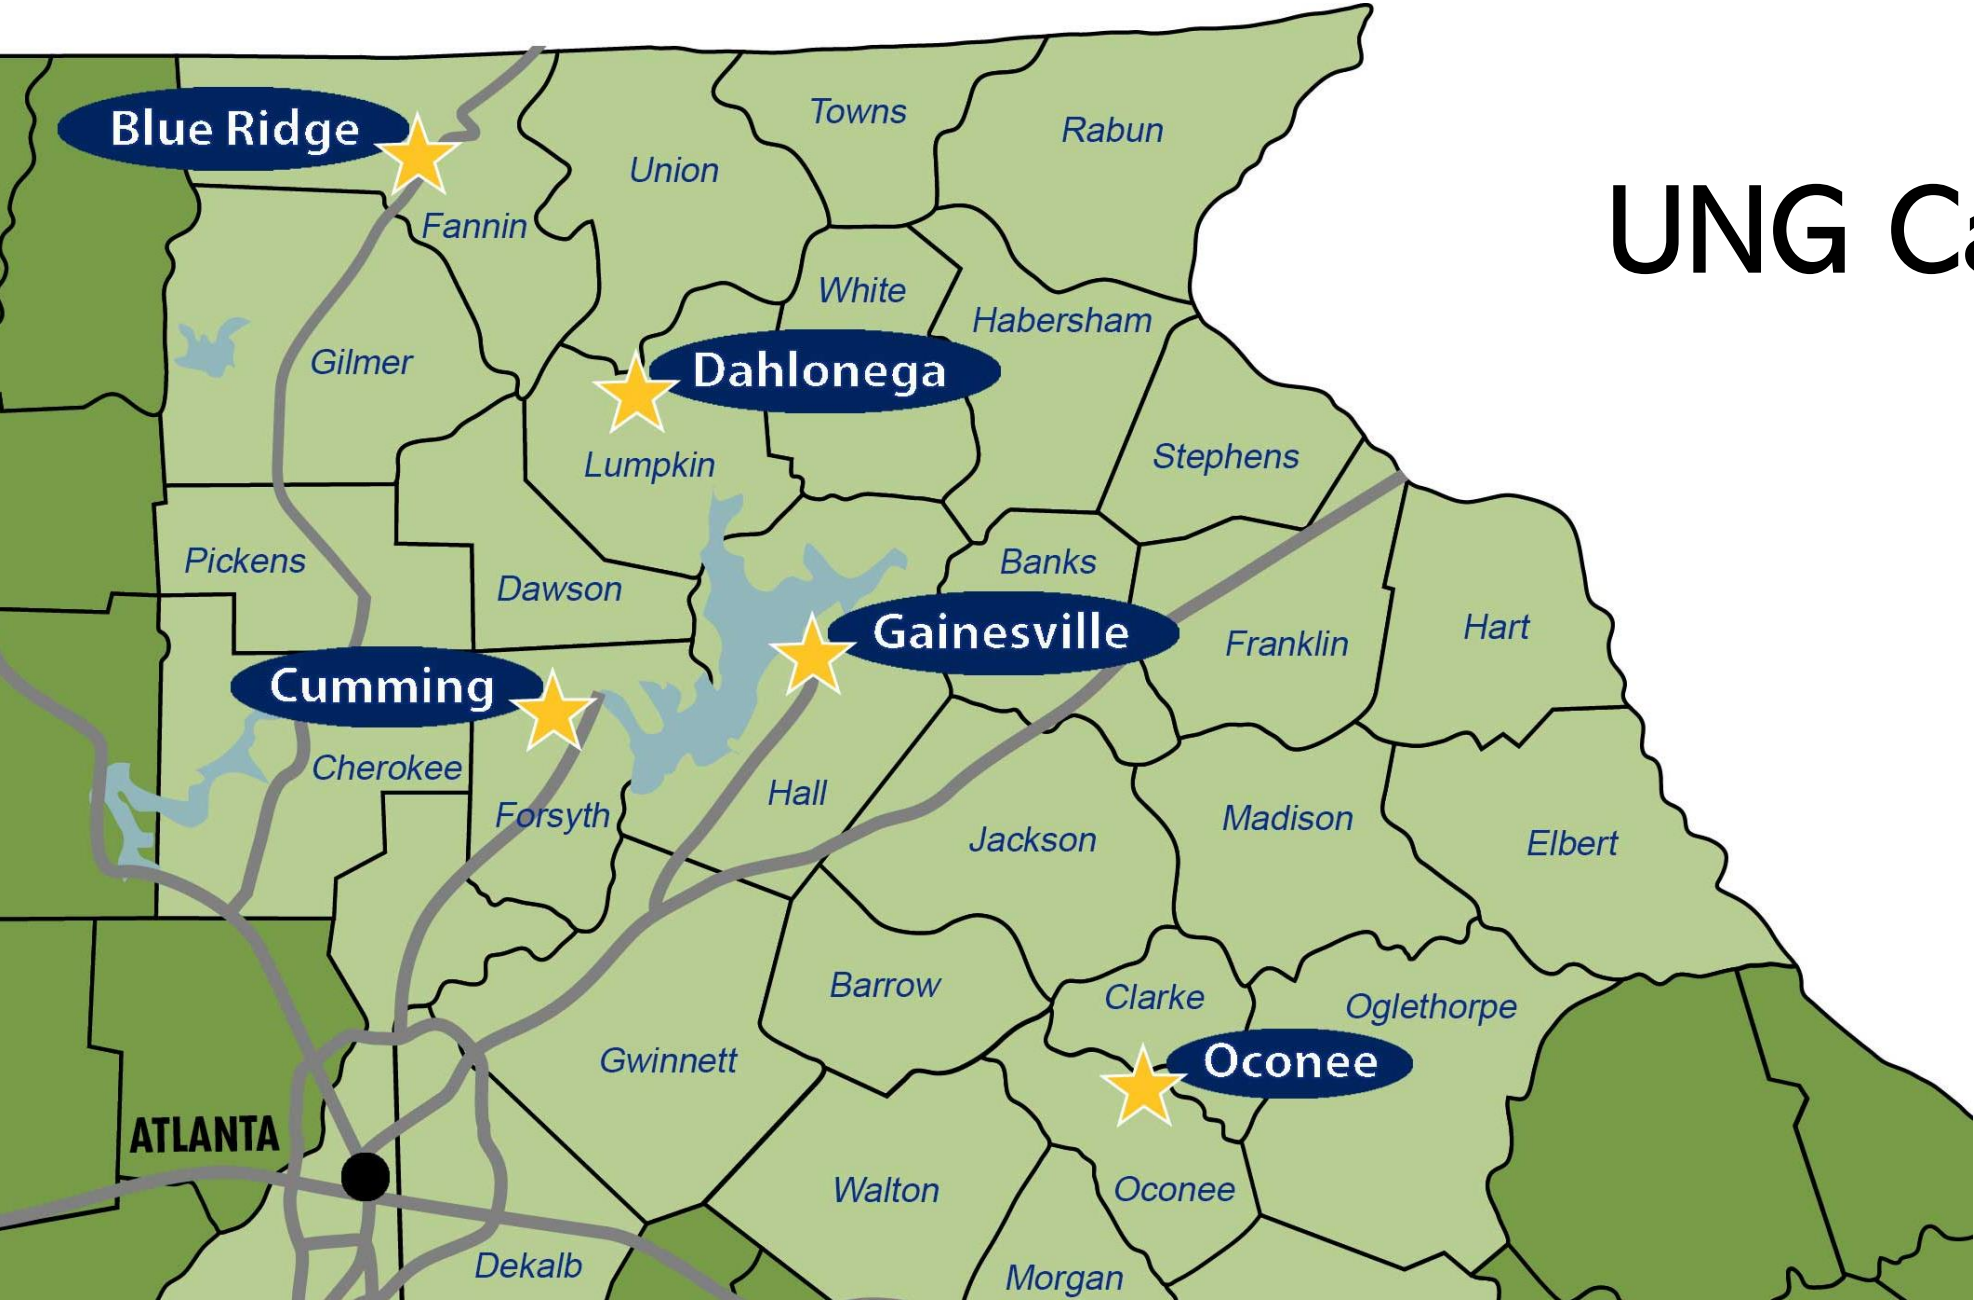 Towns
Rabun
Blue Ridge
Union
UNG Ca
Fannin
White
Habersham
Gilmer
Dahlonega
Lumpkin
Stephens
Pickens
Banks
Dawson
Gainesville
Hart
Franklin
Cumming
Cherokee
Hall
Forsyth
Madison
Jackson
Elbert
Barrow
Clarke
Oglethorpe
Gwinnett
Oconee
ATLANTA
Walton
Oconee
Dekalb
Morgan